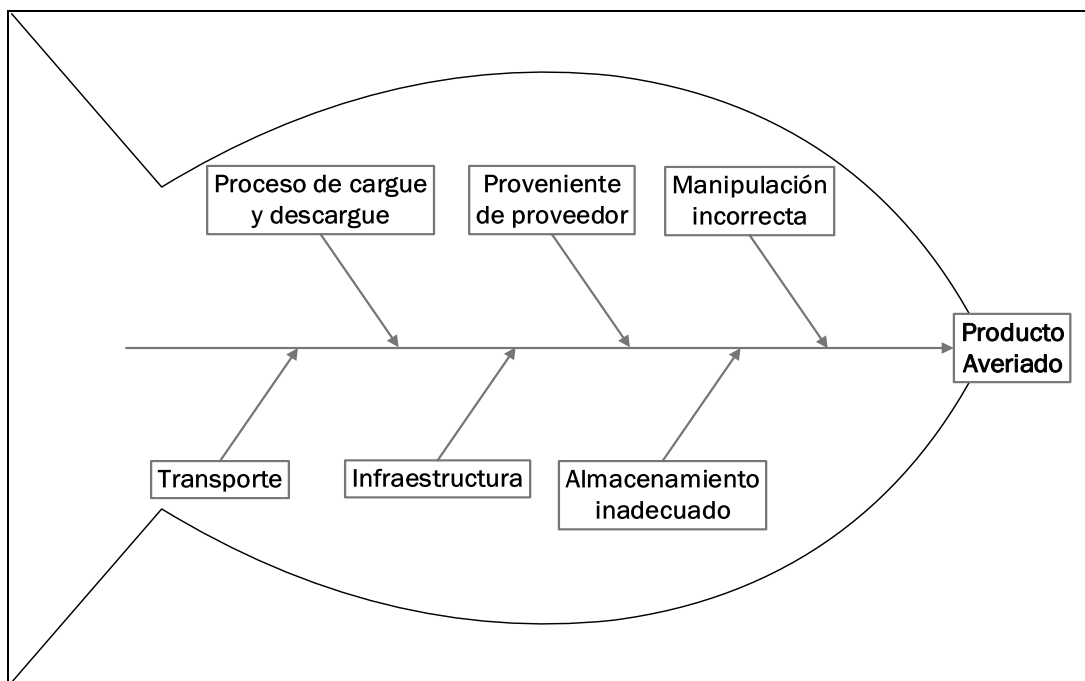 Proceso de cargue
y descargue
Proveniente
de proveedor
Manipulación
incorrecta
Producto
Averiado
Transporte
Infraestructura
Almacenamiento
inadecuado